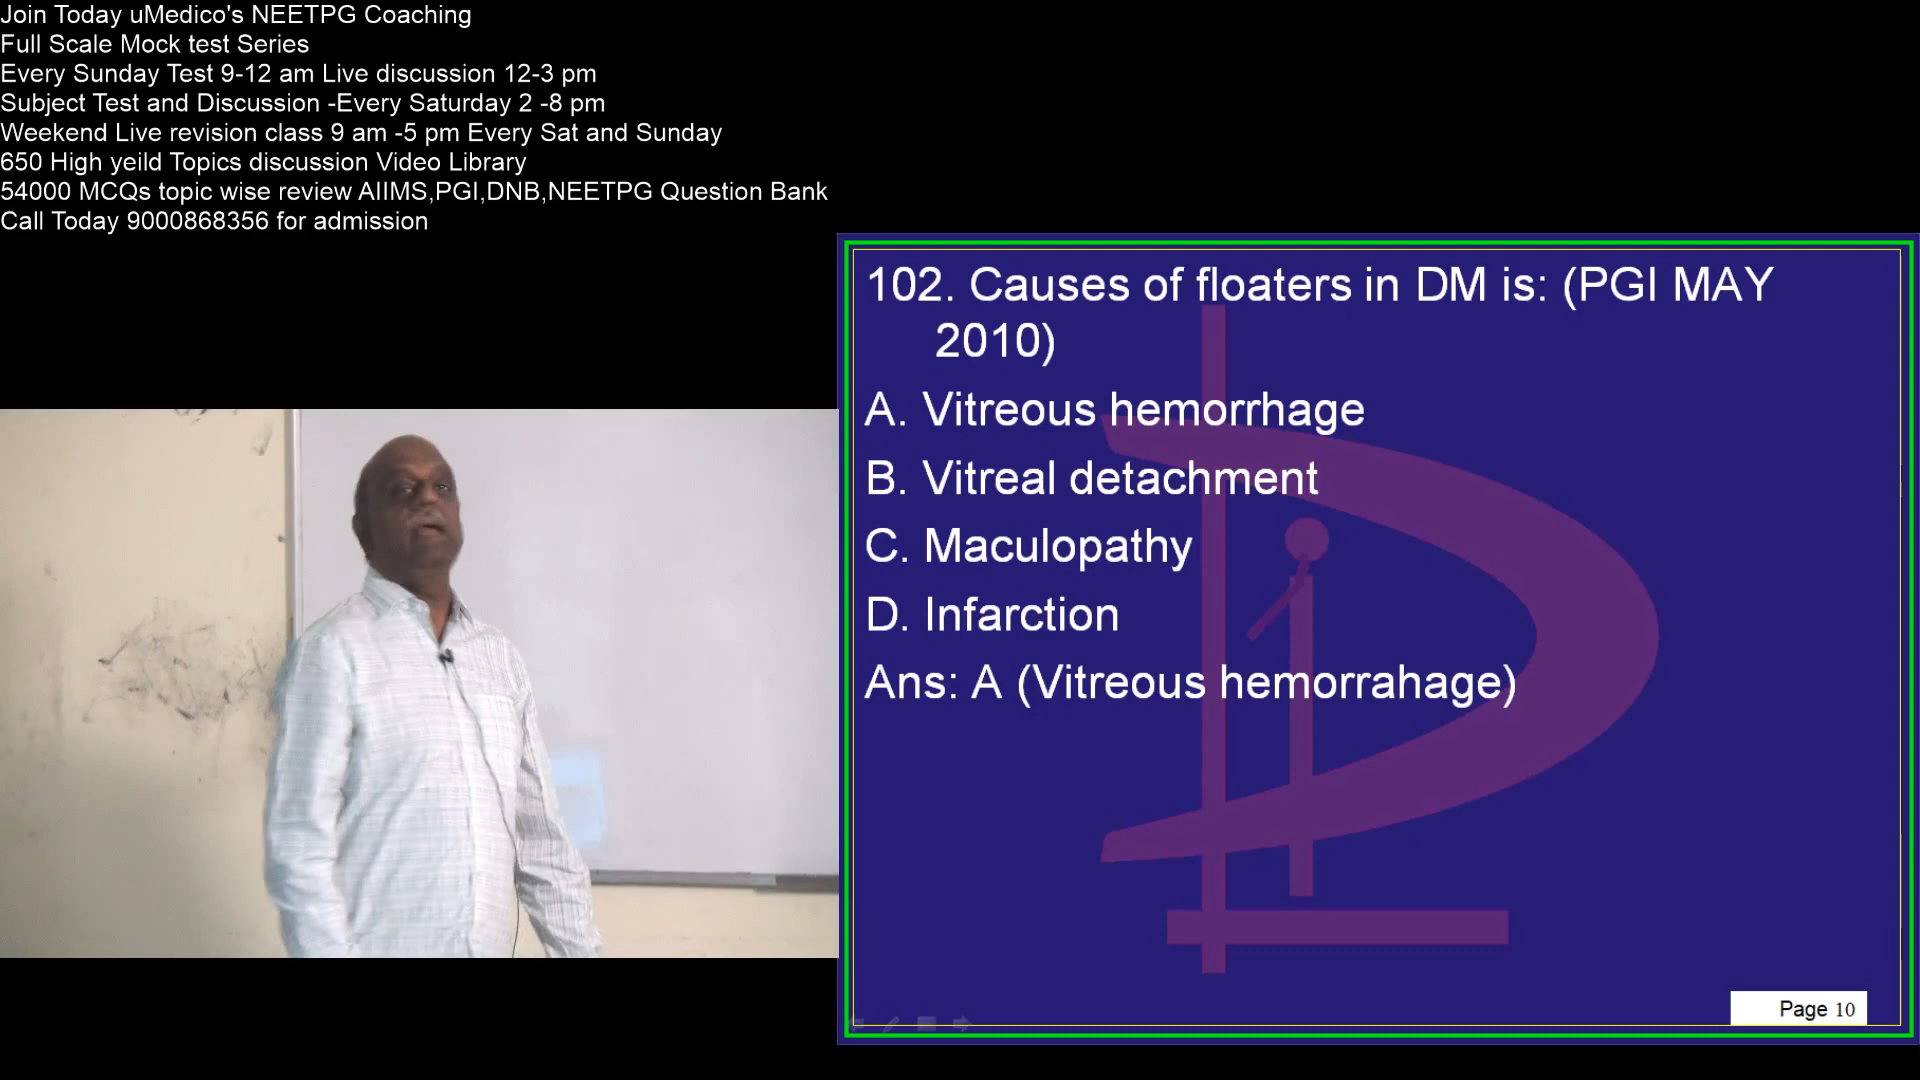 Join Today uMedico's NEETPG Coaching
Full Scale Mock test Series
Every Sunday Test 9-12 am Live discussion 12-3 pm
Subject Test and Discussion -Every Saturday 2 -8 pm
Weekend Live revision class 9 am -5 pm Every Sat and Sunday
650 High yeild Topics discussion Video Library
54000 MCQs topic wise review AIIMS,PGI,DNB,NEETPG Question Bank
Call Today 9000868356 for admission
102. Causes of floaters in DM is: (PGI MAY
2010)
A. Vitreous hemorrhage
B. Vitreal detachment
C. Maculopathy
D. Infarction
Ans: A (Vitreous hemorrahage)
Page 10